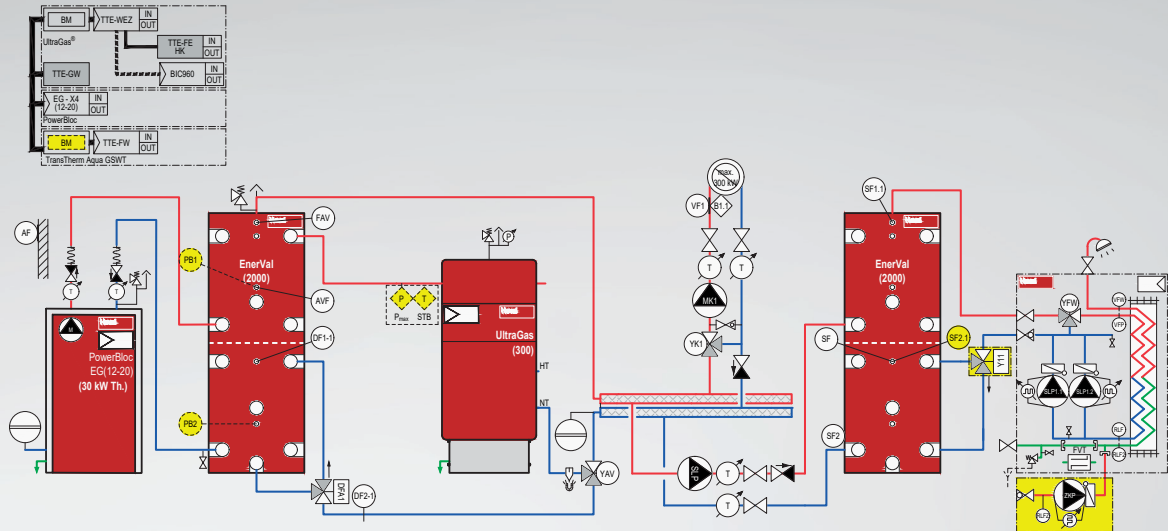 BM
TTE-WEZ
IN
OUT
UltraGas®
TTE-FE
HK
IN
OUT
TTE-GW
BIC960
IN
OUT
EG - X4
(12-20)
IN
OUT
PowerBloc
BM
TTE-FW
IN
OUT
TransTherm Aqua GSWT
max.
300 kW
VF1
B1.1
SF1.1
AF
FAV
PB1
EnerVal
(2000)
P
T
T
T
EnerVal
(2000)
T
T
AVF
P
T
Pmax
STB
MK1
YFW
VFW
VFP
M
PowerBloc
EG(12-20)
(30 kW Th.)
DF1-1
UltraGas
(300)
YK1
SF
SF2.1
YL1
HT
SLP1.1
SLP1.2
NT
PB2
SF2
RLF
FVT
RLF2
YAV
SLP
T
DFA1
DF2-1
T
ZKP
RLFZ